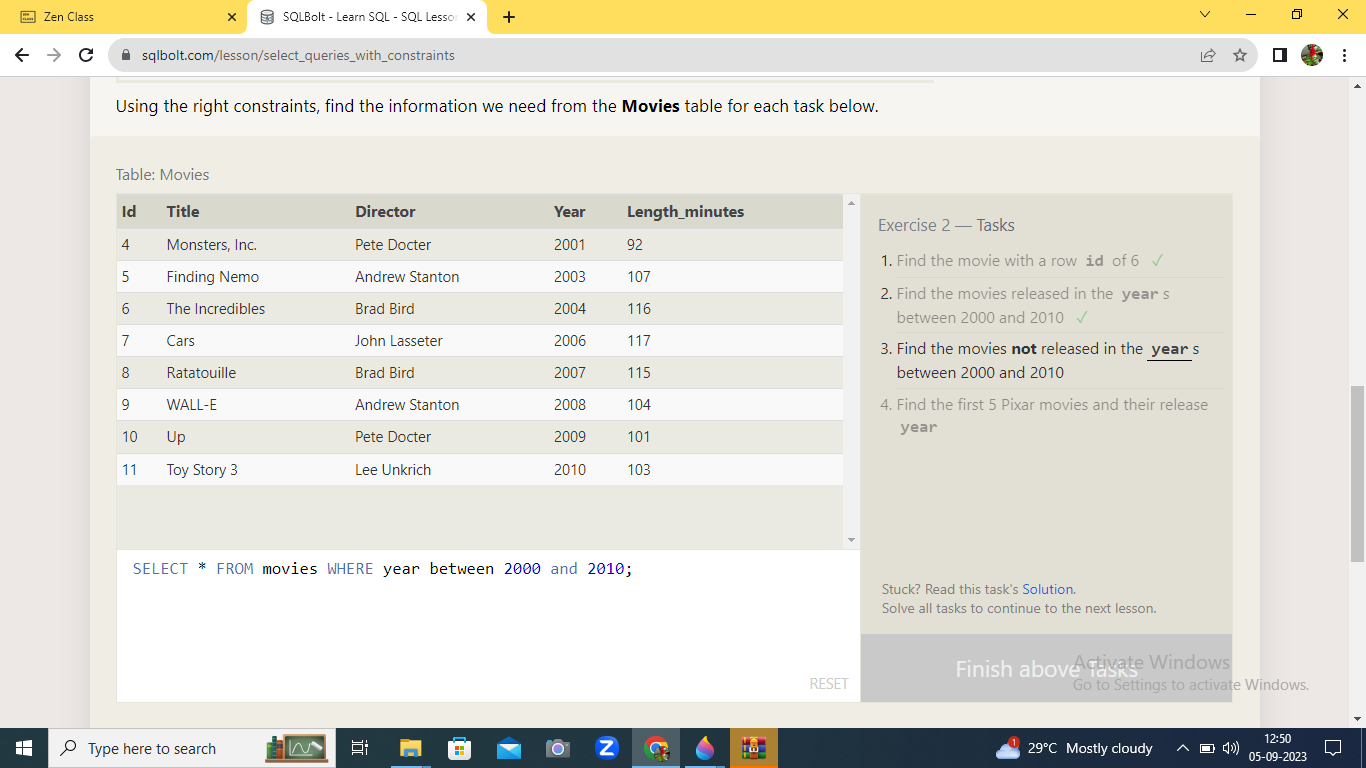 Zen Class
SQLBolt - Learn SQL - SQL Lesson
sqlbolt.com/lesson/select_queries_with_constraints
Using the right constraints, find the information we need from the Movies table for each task below.
Table: Movies
Id Title Director Year Length_minutes
4 Monsters, Inc. Pete Docter 2001 92
5 Finding Nemo Andrew Stanton 2003 107
6 The Incredibles Brad Bird 2004 116
7 Cars John Lasseter 2006 117
8 Ratatouille Brad Bird 2007 115
9 WALL-E Andrew Stanton 2008 104
10 Up Pete Docter 2009 101
11 Toy Story 3 Lee Unkrich 2010 103
SELECT * FROM movies WHERE year between 2000 and 2010;
RESET
Exercise 2 — Tasks
1. Find the movie with a row id of 6 ✓
2. Find the movies released in the year s
between 2000 and 2010 ✓
3. Find the movies not released in the year s
between 2000 and 2010
4. Find the first 5 Pixar movies and their release
year
Stuck? Read this task's Solution.
Solve all tasks to continue to the next lesson.
Finish above Tasks
Activate Windows
Go to Settings to activate Windows.
Type here to search
1
29°C Mostly cloudy
12:50
05-09-2023